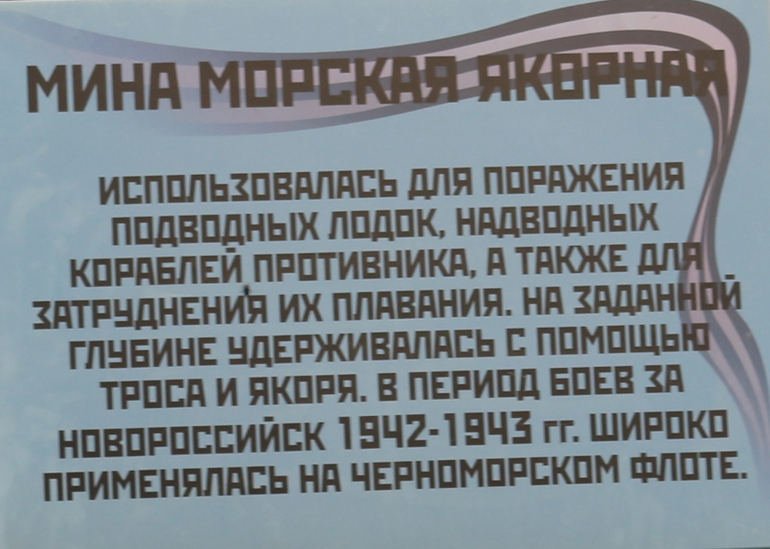 МИНА МОРСКАЯ ЯКОРНАЯ
ИСПОЛЬЗОВАЛАСЬ ДЛЯ ПОРАЖЕНИЯ
ПОДВОДНЫХ ЛОДОК, НАДВОДНЫХ
КОРАБЛЕЙ ПРОТИВНИКА, А ТАКЖЕ ДЛЯ
ЗАТРУДНЕНИЯ ИХ ПЛАВАНИЯ. НА ЗАДАННОЙ
ГЛУБИНЕ УДЕРЖИВАЛАСЬ С ПОМОЩЬЮ
ТРОСА И ЯКОРЯ. В ПЕРИОД БОЕВ ЗА
НОВОРОССИЙСК 1942-1943 гг. ШИРОКО
ПРИМЕНЯЛАСЬ НА ЧЕРНОМОРСКОМ ФЛОТЕ.